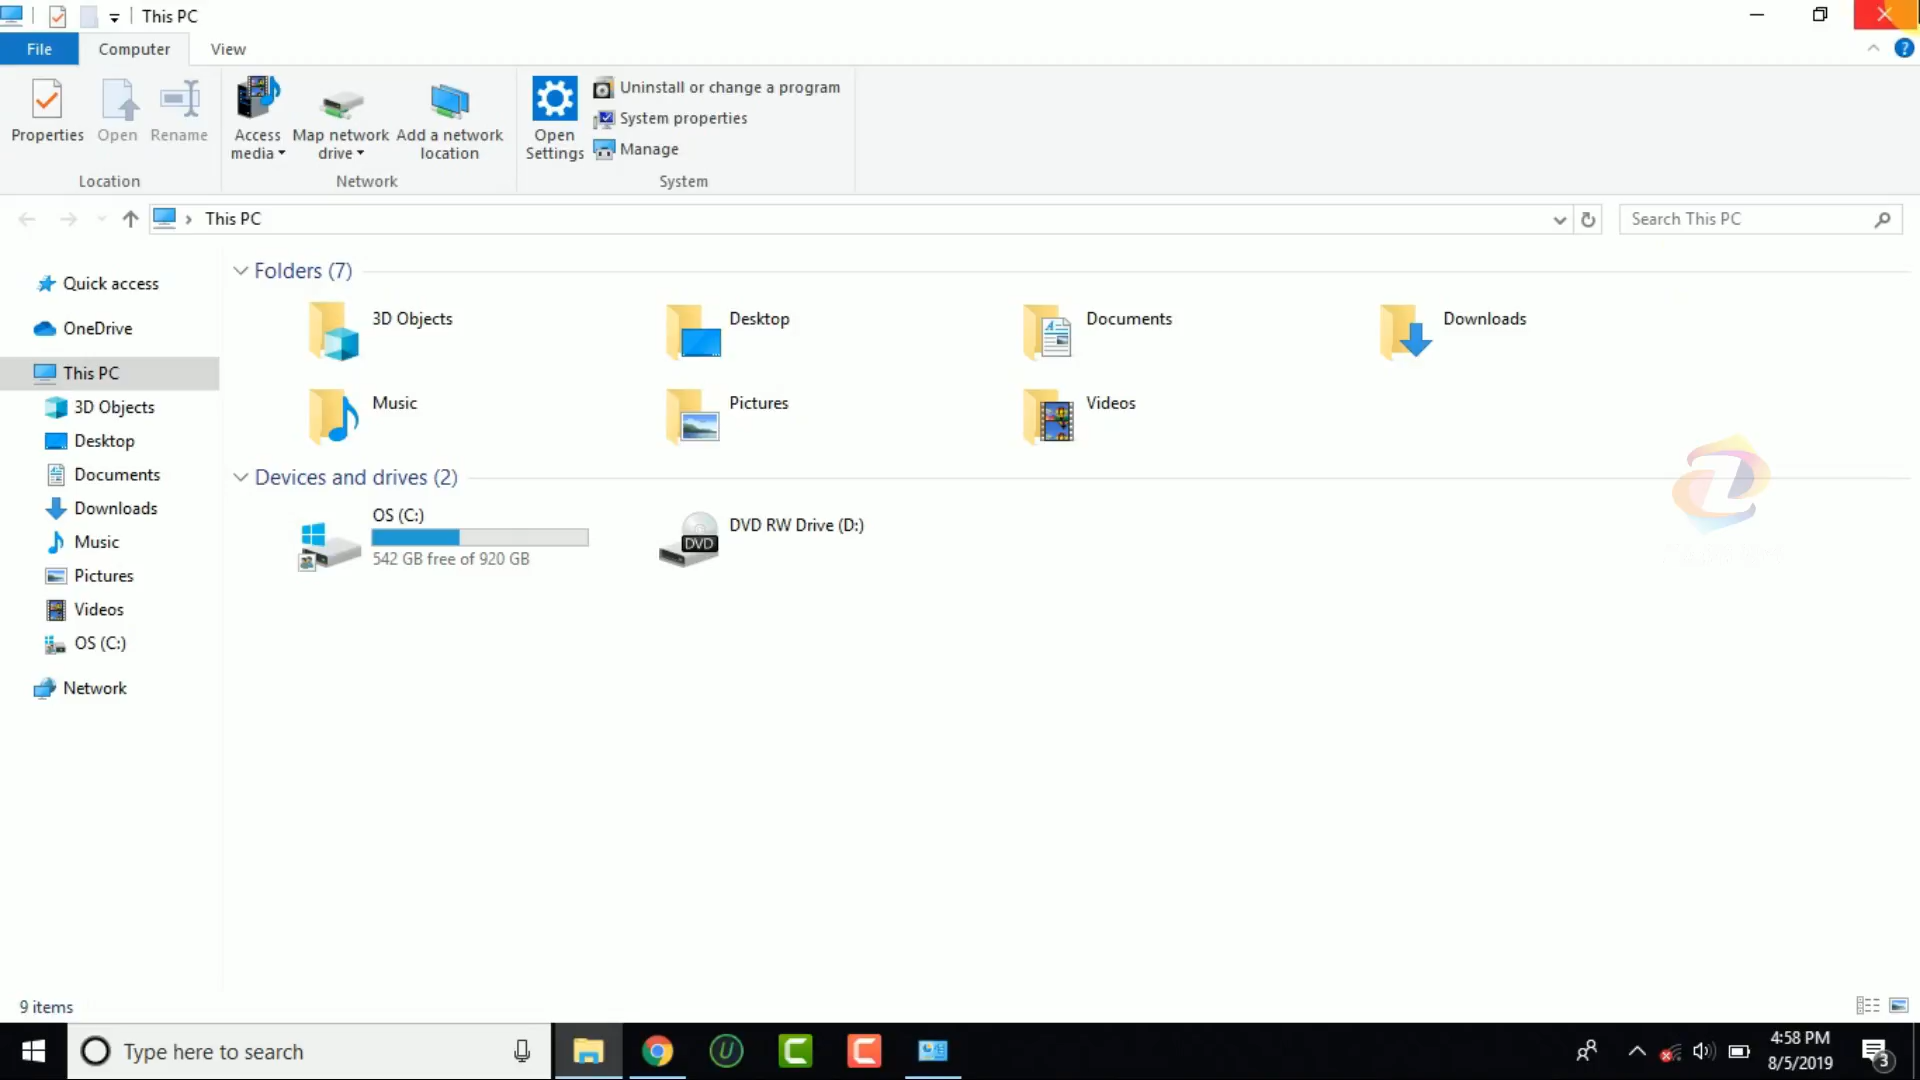 This PC
File
Computer
View
Properties
Open
Rename
Access media
Map network drive
Add a network location
Open Settings
Uninstall or change a program
System properties
Manage
Location
Network
System
This PC
Search This PC
Quick access
OneDrive
This PC
3D Objects
Desktop
Documents
Downloads
Music
Pictures
Videos
OS (C:)
Network
Folders (7)
3D Objects
Desktop
Documents
Downloads
Music
Pictures
Videos
Devices and drives (2)
OS (C:)
542 GB free of 920 GB
DVD
DVD RW Drive (D:)
9 items
Type here to search
4:58 PM
8/5/2019
3